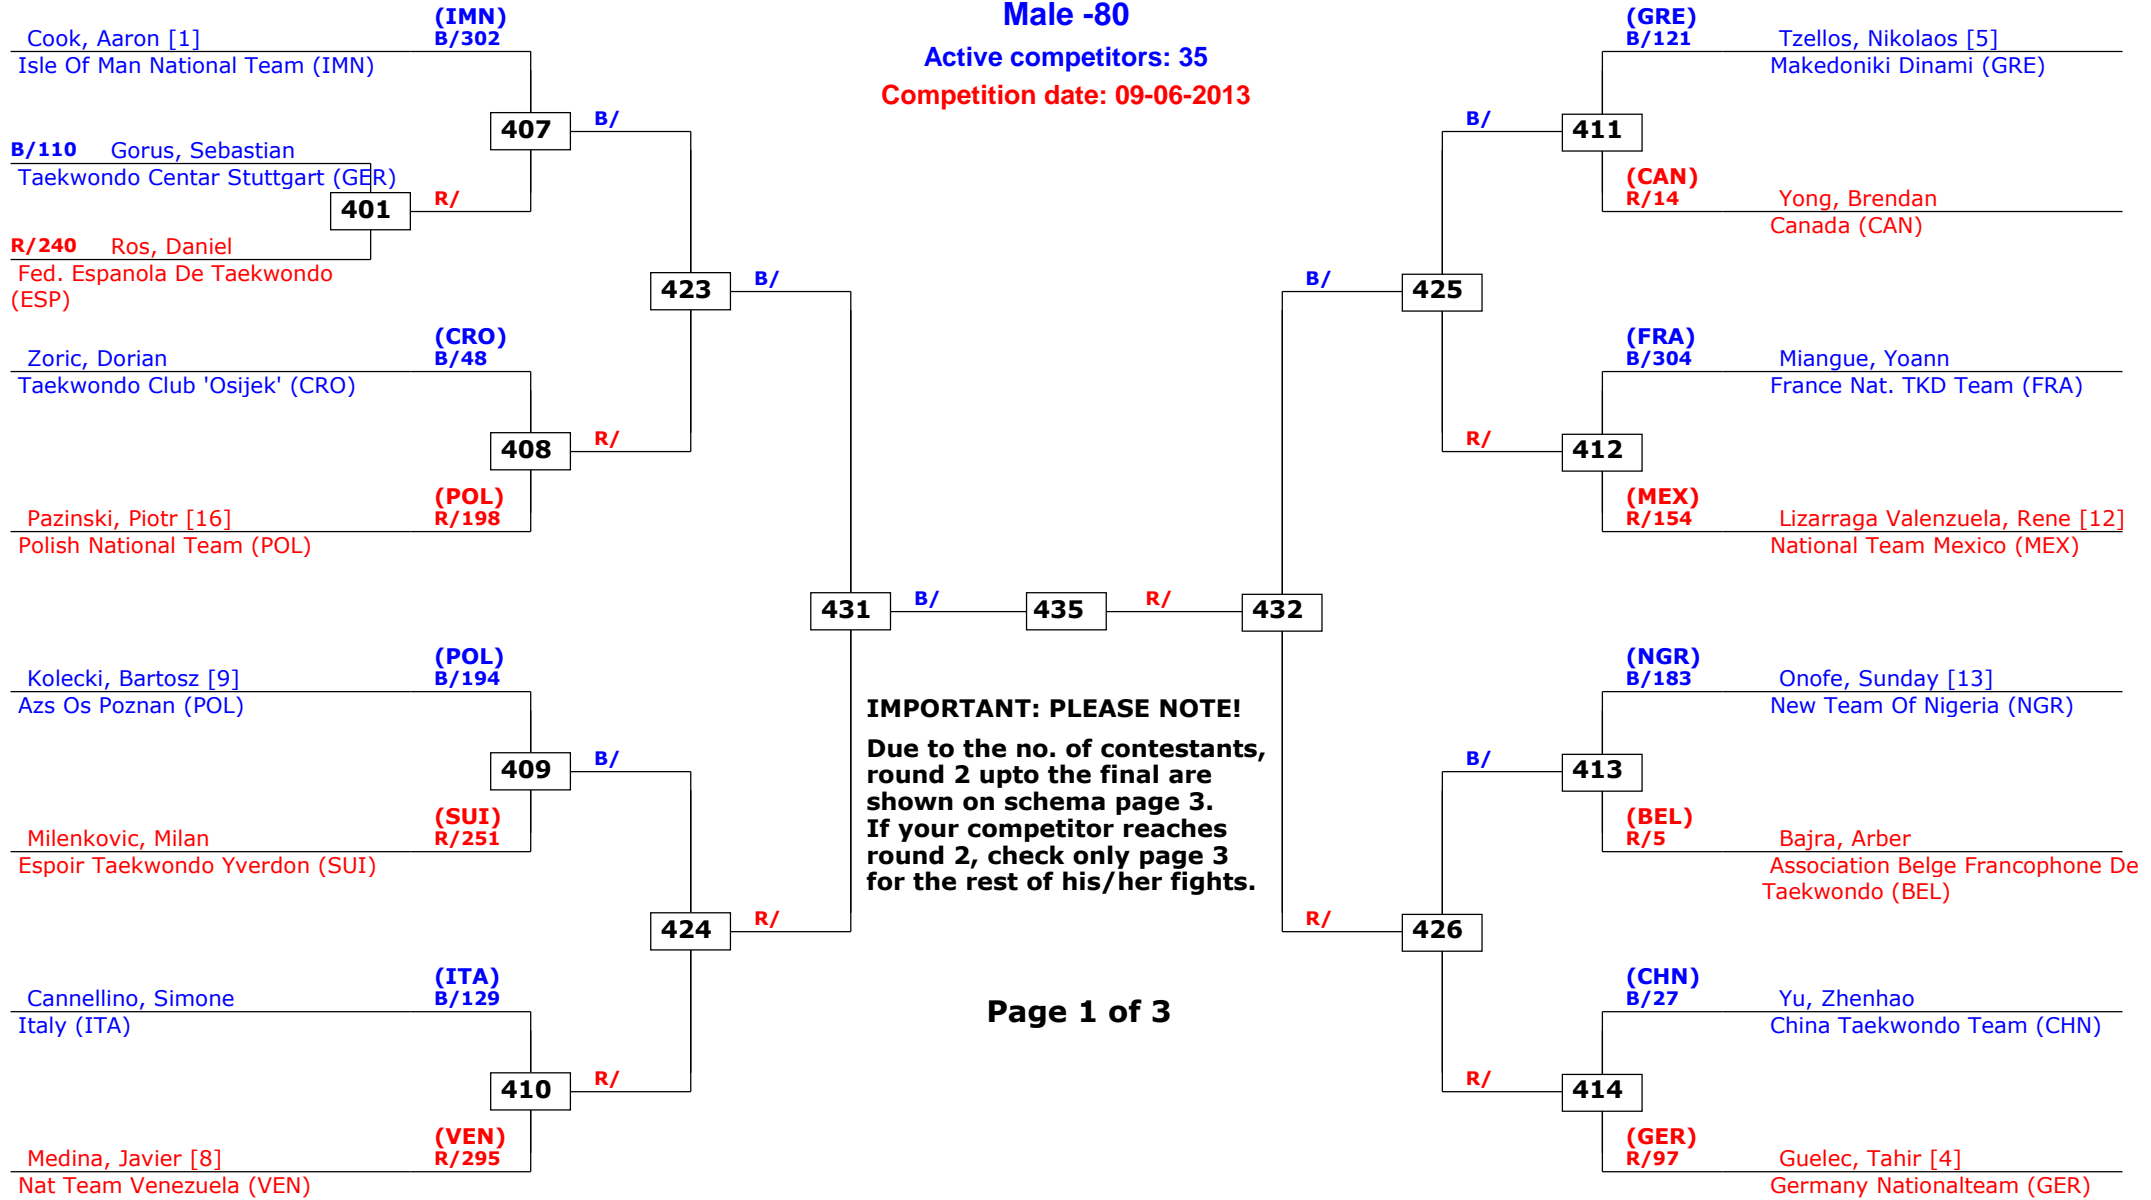 Male -80
Active competitors: 35
Competition date: 09-06-2013
(IMN)
Cook, Aaron [1] B/302
Isle Of Man National Team (IMN)
407
B/
B/110 Gorus, Sebastian
Taekwondo Centar Stuttgart (GER)
401
R/
R/240 Ros, Daniel
Fed. Espanola De Taekwondo
(ESP)
423
B/
(CRO)
Zoric, Dorian B/48
Taekwondo Club 'Osijek' (CRO)
408
R/
(POL)
Pazinski, Piotr [16] R/198
Polish National Team (POL)
431
B/
435
R/
432
(POL)
Kolecki, Bartosz [9] B/194
Azs Os Poznan (POL)
409
B/
(SUI)
Milenkovic, Milan R/251
Espoir Taekwondo Yverdon (SUI)
424
R/
(ITA)
Cannellino, Simone B/129
Italy (ITA)
410
R/
(VEN)
Medina, Javier [8] R/295
Nat Team Venezuela (VEN)
IMPORTANT: PLEASE NOTE!
Due to the no. of contestants,
round 2 upto the final are
shown on schema page 3.
If your competitor reaches
round 2, check only page 3
for the rest of his/her fights.
Page 1 of 3
(GRE)
B/121 Tzellos, Nikolaos [5]
Makedoniki Dinami (GRE)
B/
411
(CAN)
R/14 Yong, Brendan
Canada (CAN)
B/
425
(FRA)
B/304 Miangue, Yoann
France Nat. TKD Team (FRA)
R/
412
(MEX)
R/154 Lizarraga Valenzuela, Rene [12]
National Team Mexico (MEX)
(NGR)
B/183 Onofe, Sunday [13]
New Team Of Nigeria (NGR)
B/
413
(BEL)
R/5 Bajra, Arber
Association Belge Francophone De
Taekwondo (BEL)
R/
426
(CHN)
B/27 Yu, Zhenhao
China Taekwondo Team (CHN)
R/
414
(GER)
R/97 Guelec, Tahir [4]
Germany Nationalteam (GER)